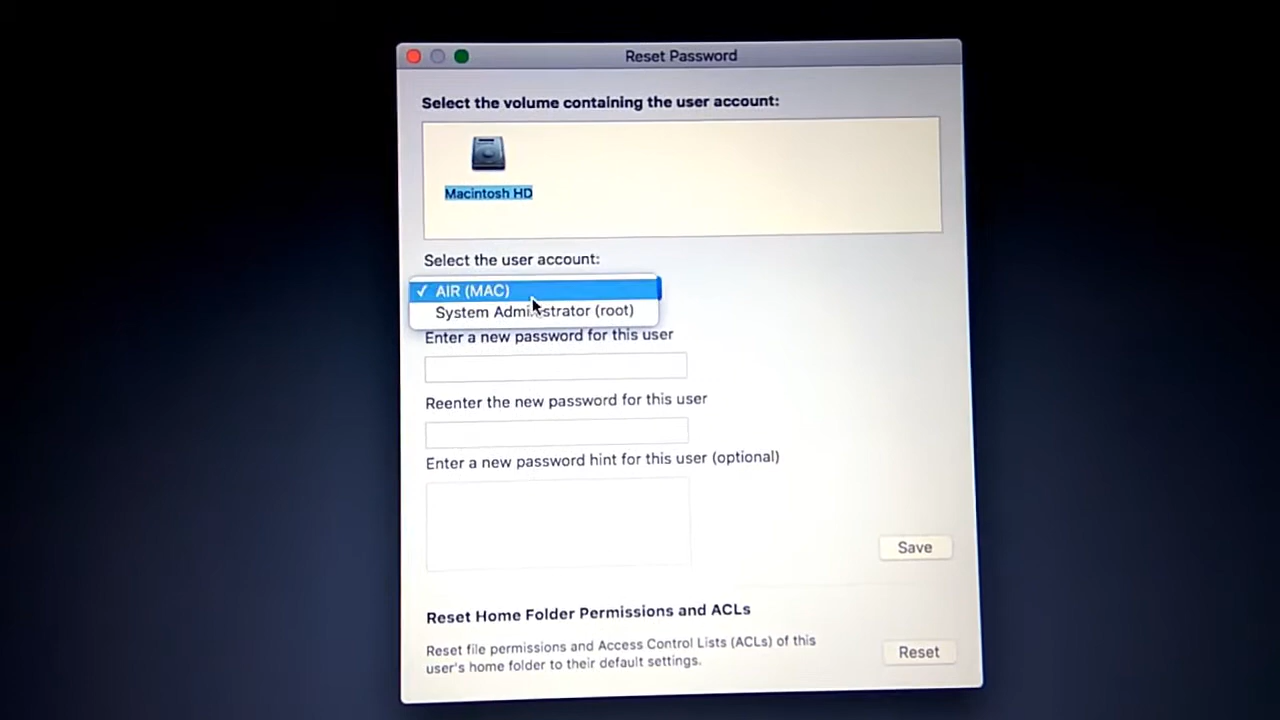 Reset Password
Select the volume containing the user account:
Macintosh HD
Select the user account:
✓ AIR (MAC)
System Administrator (root)
Enter a new password for this user
Reenter the new password for this user
Enter a new password hint for this user (optional)
Save
Reset Home Folder Permissions and ACLs
Reset file permissions and Access Control Lists (ACLs) of this
user's home folder to their default settings.
Reset